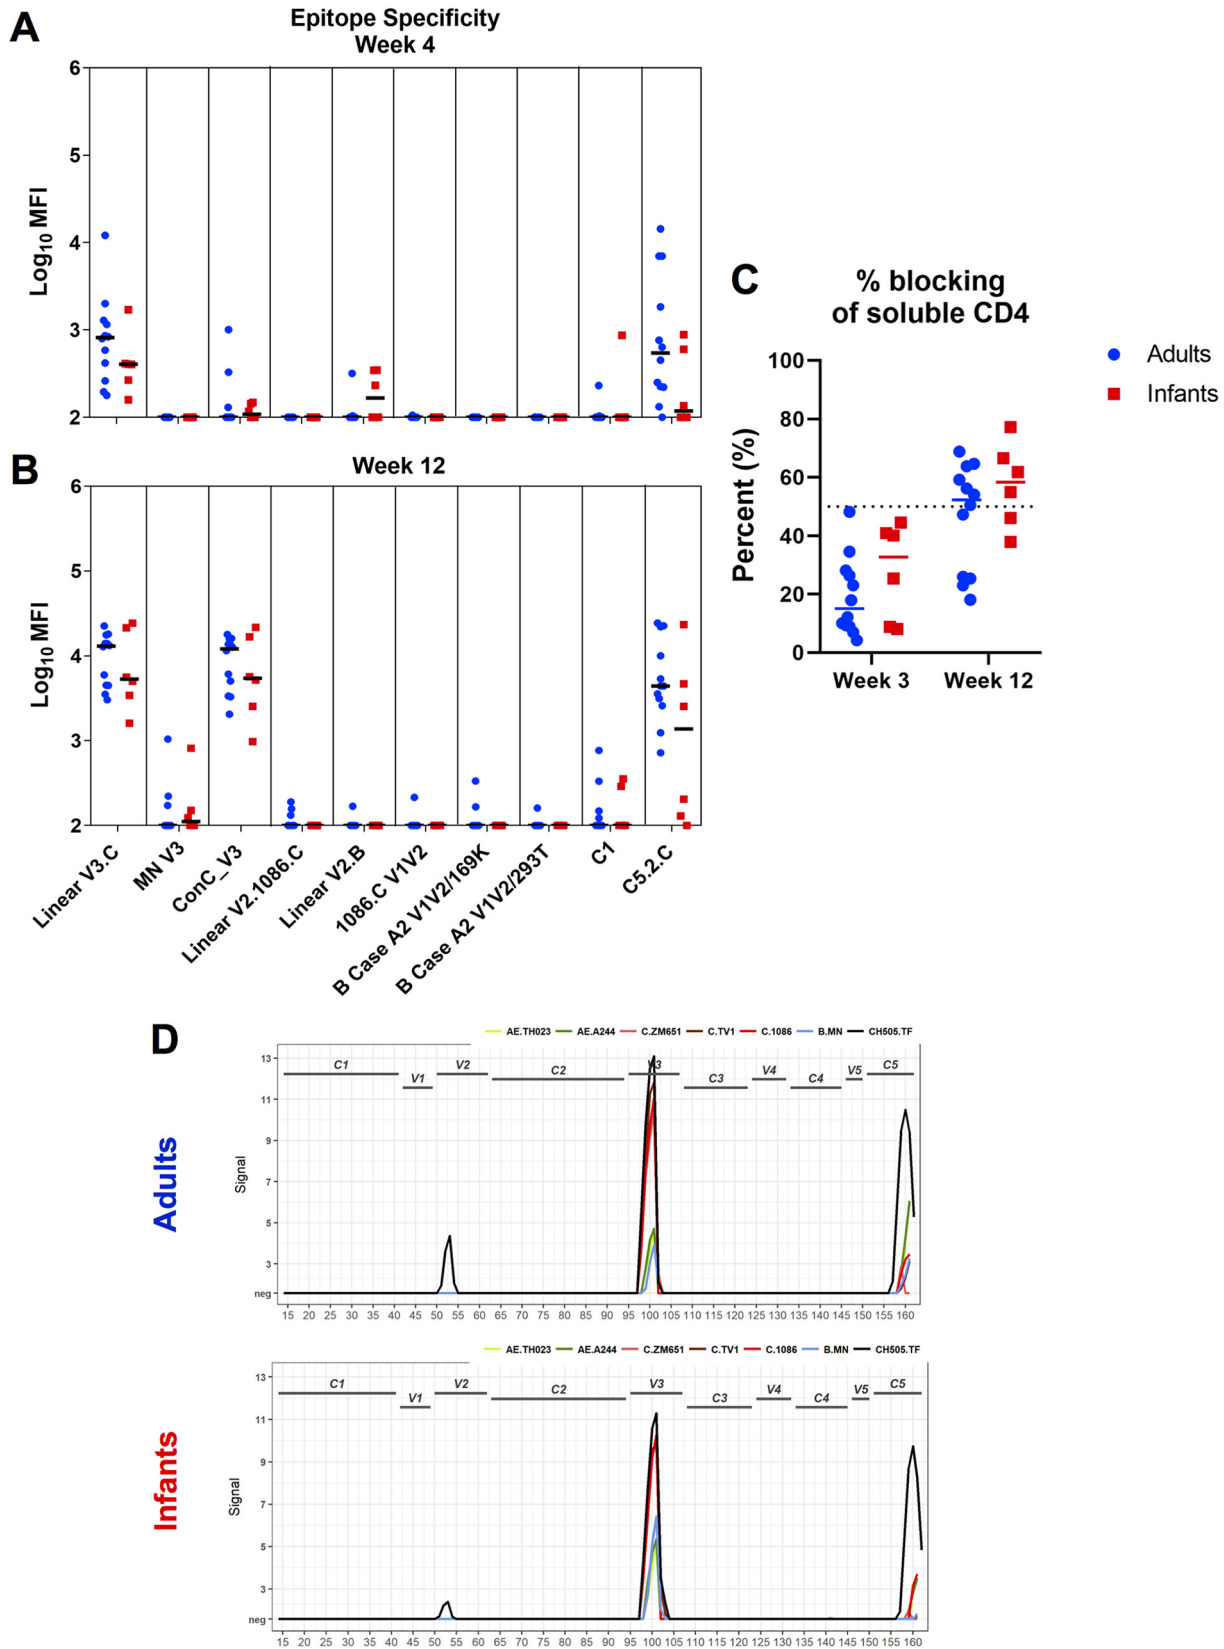 A
Epitope Specificity
Week 4
6
5
4
3
2
Log10 MFI
B
Week 12
6
5
4
3
2
Log10 MFI
Linear V3.C
MN V3
ConC_V3
Linear V2.1086.C
Linear V2.B
1086.C V1V2
B Case A2 V1V2/169K
B Case A2 V1V2/293T
C1
C5.2.C
C
% blocking
of soluble CD4
100
80
60
40
20
0
Percent (%)
Week 3 Week 12
Adults
Infants
D
Adults
AE.TH023 AE.A244 C.ZM651 C.TV1 C.1086 B.MN CH505.TF
C1 V1 V2 C2 V3 C3 V4 C4 V5 C5
13
11
9
7
5
3
neg
Signal
15 20 25 30 35 40 45 50 55 60 65 70 75 80 85 90 95 100 105 110 115 120 125 130 135 140 145 150 155 160
Infants
AE.TH023 AE.A244 C.ZM651 C.TV1 C.1086 B.MN CH505.TF
C1 V1 V2 C2 V3 C3 V4 C4 V5 C5
13
11
9
7
5
3
neg
Signal
15 20 25 30 35 40 45 50 55 60 65 70 75 80 85 90 95 100 105 110 115 120 125 130 135 140 145 150 155 160